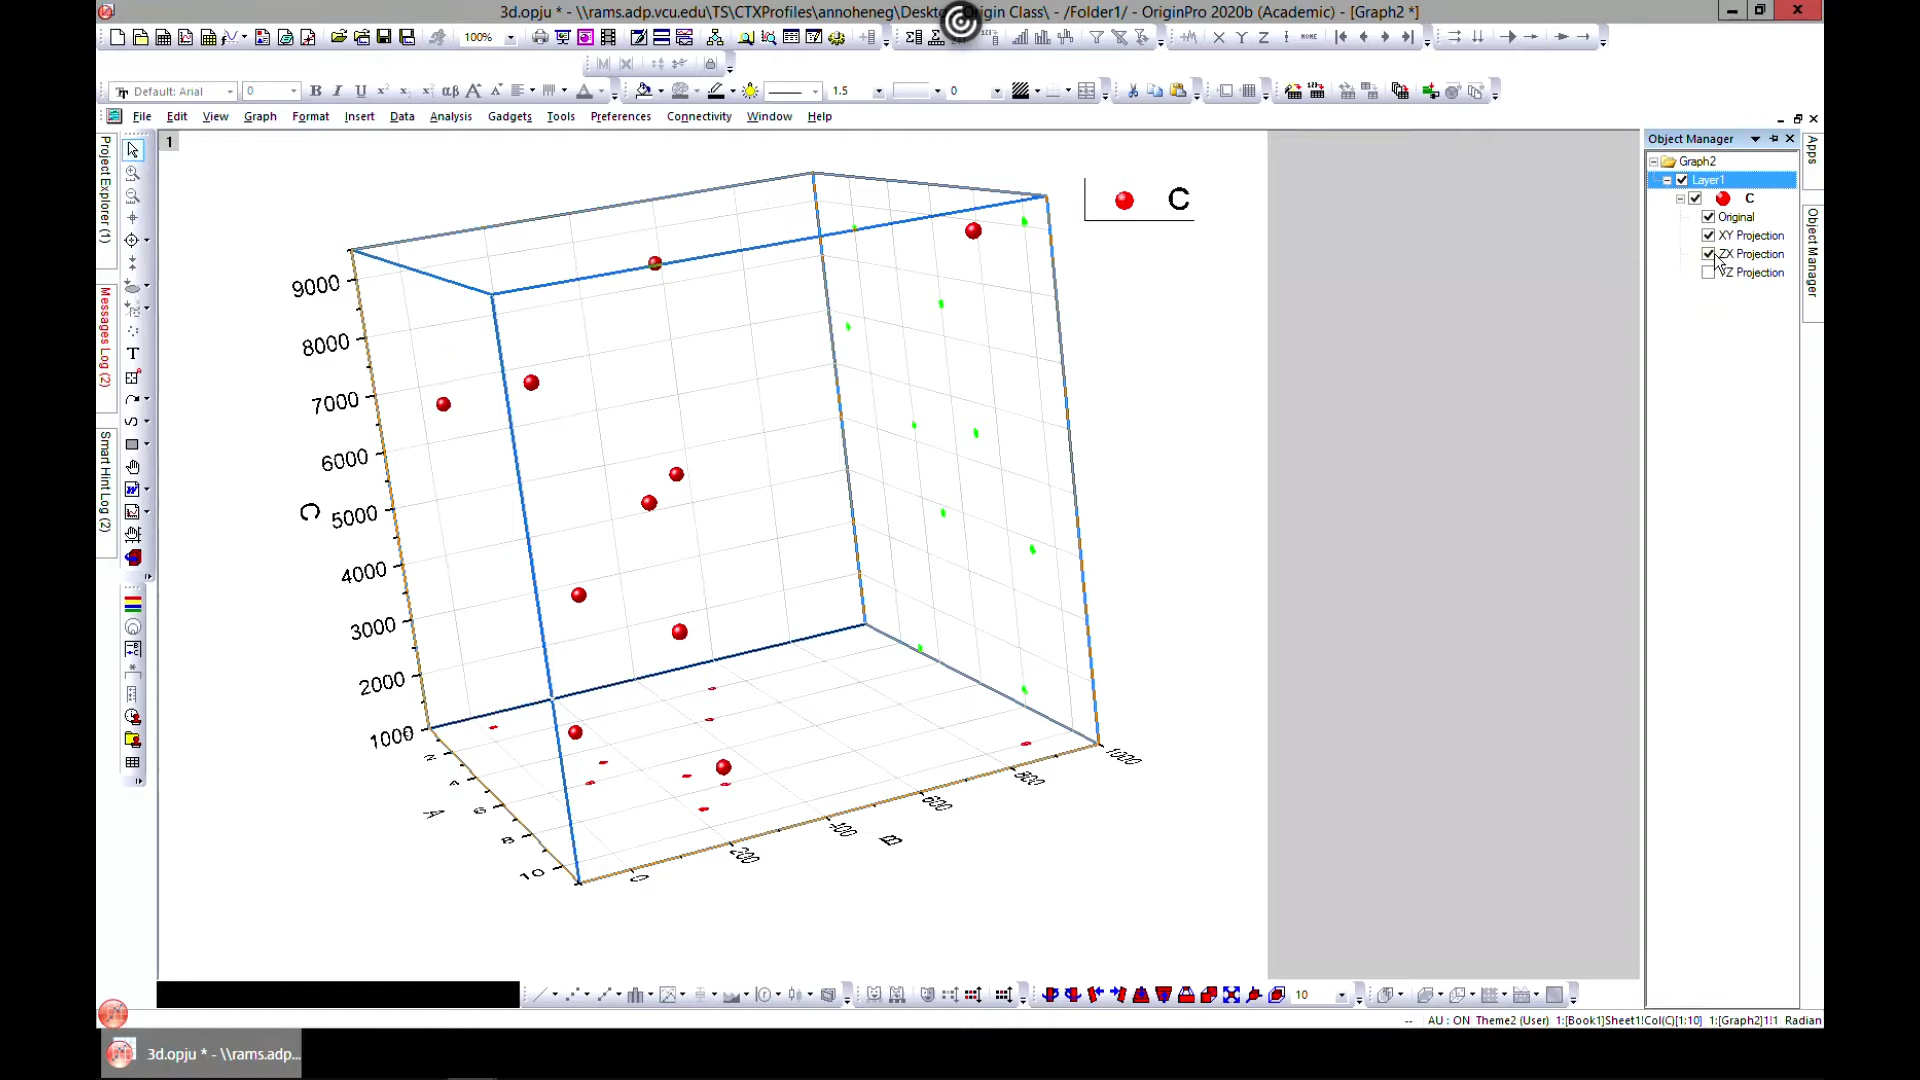 3d.opju * - \\rams.adp.vcu.edu\TS\CTXProfiles\annoheneg\Deskto Origin Class\ - /Folder1/ - OriginPro 2020b (Academic) - [Graph2 *]
100%
HOME
Default: Arial 0 B I U αβ A 1.5 0
File Edit View Graph Format Insert Data Analysis Gadgets Tools Preferences Connectivity Window Help
Project Explorer (1)
Messages Log (2)
Smart Hint Log (2)
1
C
9000
8000
7000
6000
5000
4000
3000
2000
1000
C
2
4
6
8
10
A
0
200
400
600
800
1000
B
Object Manager
Graph2
Layer1
C
Original
XY Projection
ZX Projection
YZ Projection
Apps
Object Manager
10
-- AU : ON Theme2 (User) 1:[Book1]Sheet1!Col(C)[1:10] 1:[Graph2]1!1 Radian
3d.opju * - \\rams.adp...